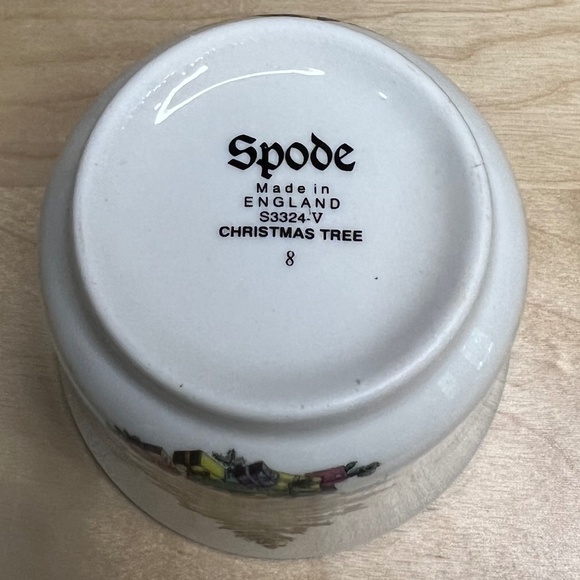 Spode
Made in
ENGLAND
S3324-V
CHRISTMAS TREE
8